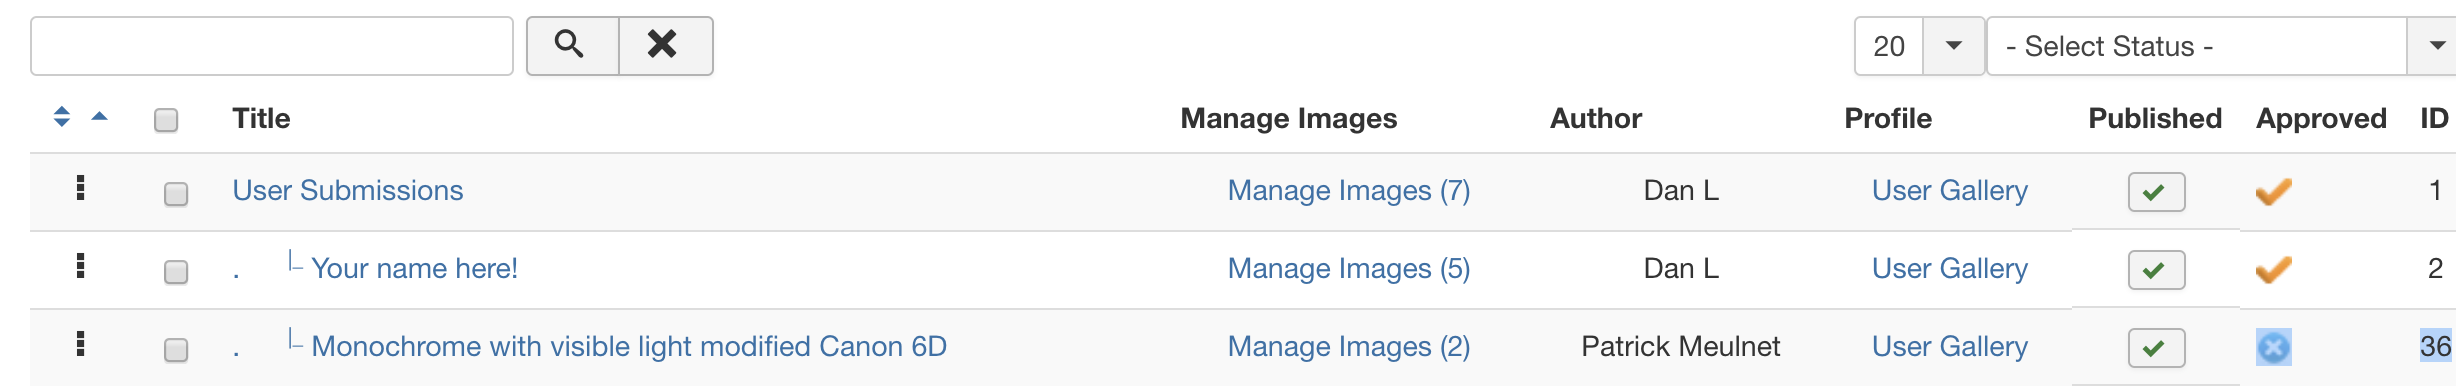 20 - Select Status -
Title Manage Images Author Profile Published Approved ID
User Submissions Manage Images (7) Dan L User Gallery 1
. Your name here! Manage Images (5) Dan L User Gallery 2
. Monochrome with visible light modified Canon 6D Manage Images (2) Patrick Meulnet User Gallery 36